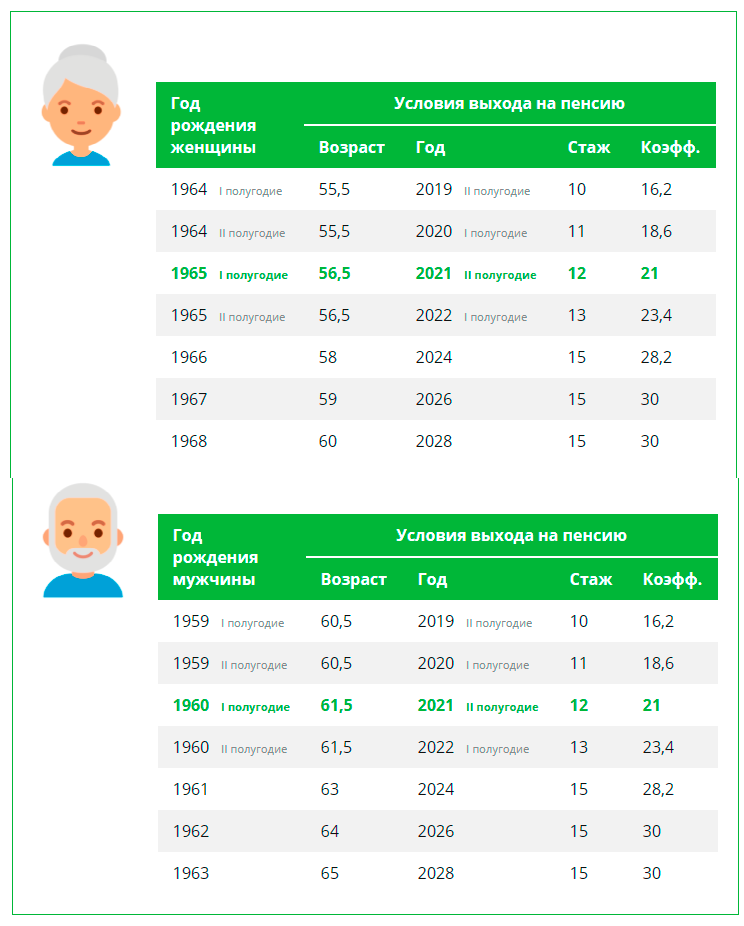 Год рождения женщины
Условия выхода на пенсию
Возраст Год Стаж Коэфф.
1964 I полугодие 55,5 2019 II полугодие 10 16,2
1964 II полугодие 55,5 2020 I полугодие 11 18,6
1965 I полугодие 56,5 2021 II полугодие 12 21
1965 II полугодие 56,5 2022 I полугодие 13 23,4
1966 58 2024 15 28,2
1967 59 2026 15 30
1968 60 2028 15 30
Год рождения мужчины
Условия выхода на пенсию
Возраст Год Стаж Коэфф.
1959 I полугодие 60,5 2019 II полугодие 10 16,2
1959 II полугодие 60,5 2020 I полугодие 11 18,6
1960 I полугодие 61,5 2021 II полугодие 12 21
1960 II полугодие 61,5 2022 I полугодие 13 23,4
1961 63 2024 15 28,2
1962 64 2026 15 30
1963 65 2028 15 30